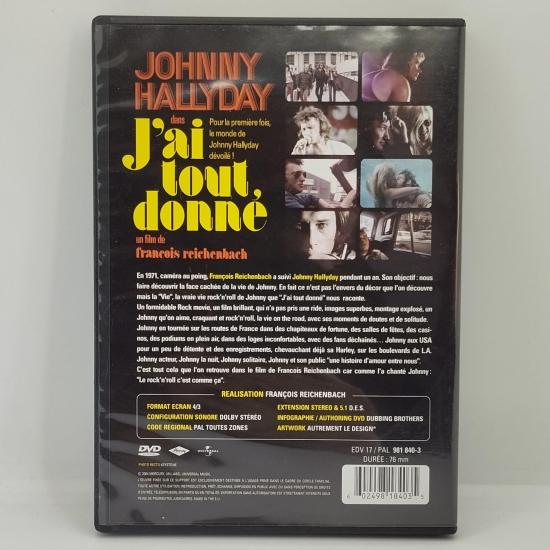 JOHNNY
HALLYDAY
dans
Pour la première fois,
le monde de
Johnny Hallyday
dévoilé !
J'ai
tout
donné
un film de
francois reichenbach
En 1971, caméra au poing, François Reichenbach a suivi Johnny Hallyday pendant un an. Son objectif : nous
faire découvrir la face cachée de la vie de Johnny. En fait ce n'est pas l'envers du décor que l'on découvre
mais la "Vie", la vraie vie rock'n'roll de Johnny que "J'ai tout donné" nous raconte.
Un formidable Rock movie, un film brillant, qui n'a pas pris une ride, images superbes, montage explosé, un
Johnny qu'on aime, craquant et rock'n'roll, la vie on the road, avec ses moments de doutes et de solitude.
Johnny en tournée sur les routes de France dans des chapiteaux de fortune, des salles de fêtes, des casi-
nos, des podiums en plein air, dans des loges inconfortables, avec des fans déchaînés... Johnny aux USA
pour un peu de détente et des enregistrements, chevauchant déjà sa Harley, sur les boulevards de L.A.
Johnny acteur, Johnny la nuit, Johnny solitaire, Johnny et son public "une histoire d'amour entre nous".
C'est tout cela que l'on retrouve dans le film de Francois Reichenbach car comme l'a chanté Johnny :
"Le rock'n'roll c'est comme ça".
REALISATION FRANÇOIS REICHENBACH
FORMAT ECRAN 4/3
CONFIGURATION SONORE DOLBY STÉRÉO
CODE REGIONAL PAL TOUTES ZONES
EXTENSION STEREO & 5.1 D.E.S.
INFOGRAPHIE / AUTHORING DVD DUBBING BROTHERS
ARTWORK AUTREMENT LE DESIGN*
DVD
UNIVERSAL
EDV 17 / PAL 981 840-3
DURÉE : 76 mm
PHOTO RECTO KEYSTONE
6 02498 18403 5